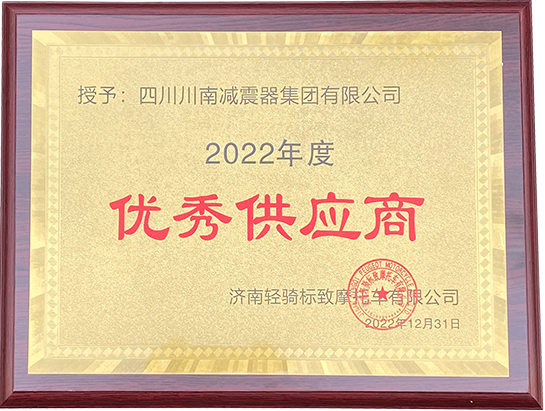 授予：四川川南减震器集团有限公司
2022年度
优秀供应商
济南轻骑标致摩托车有限公司
2022年12月31日